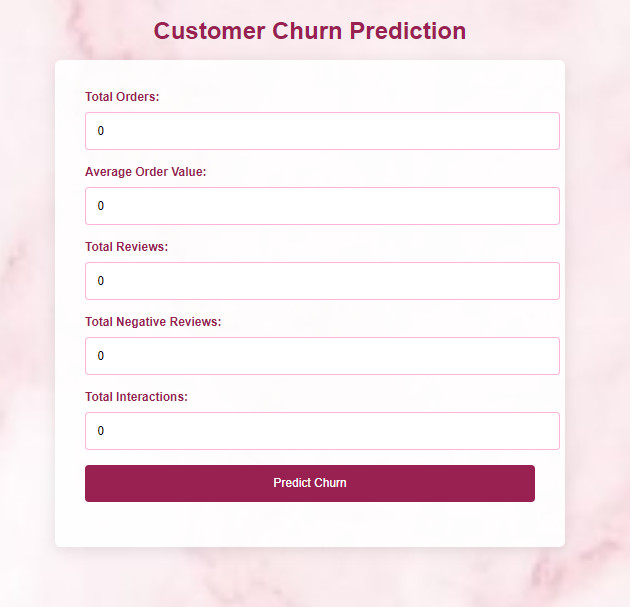 Customer Churn Prediction
Total Orders:
0
Average Order Value:
0
Total Reviews:
0
Total Negative Reviews:
0
Total Interactions:
0
Predict Churn